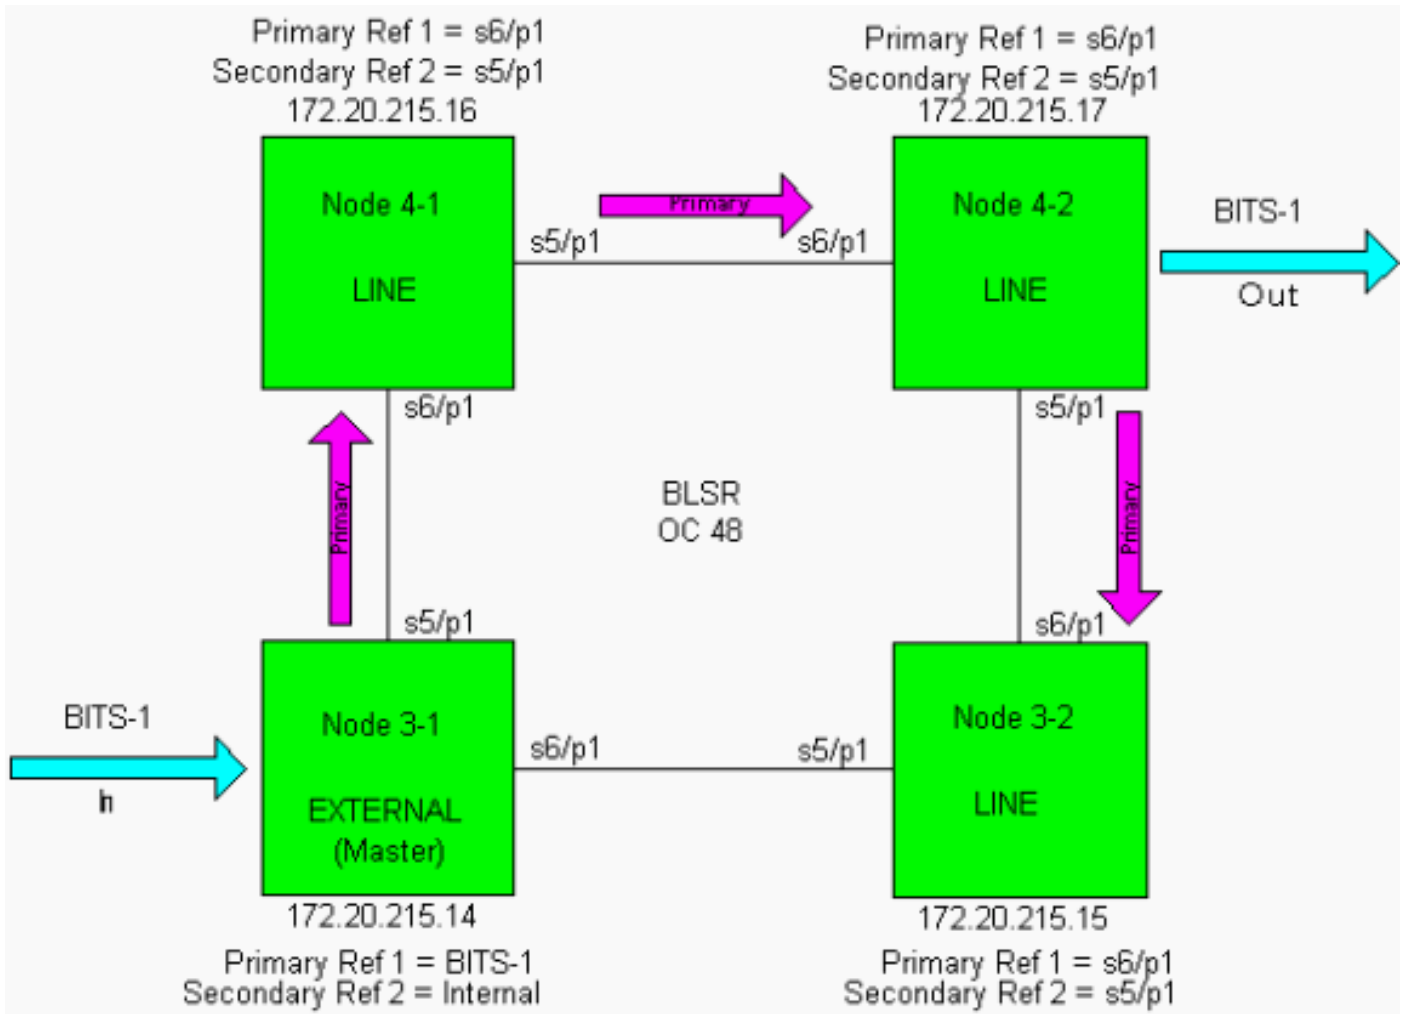 Primary Ref 1 = s6/p1
Secondary Ref 2 = s5/p1
172.20.215.16
Primary Ref 1 = s6/p1
Secondary Ref 2 = s5/p1
172.20.215.17
Node 4-1
LINE
Primary
s5/p1
s6/p1
Node 4-2
LINE
BITS-1
Out
s6/p1
Primary
s5/p1
BLSR
OC 48
s5/p1
Primary
s6/p1
BITS-1
In
Node 3-1
EXTERNAL
(Master)
s6/p1
s5/p1
Node 3-2
LINE
172.20.215.14
Primary Ref 1 = BITS-1
Secondary Ref 2 = Internal
172.20.215.15
Primary Ref 1 = s6/p1
Secondary Ref 2 = s5/p1